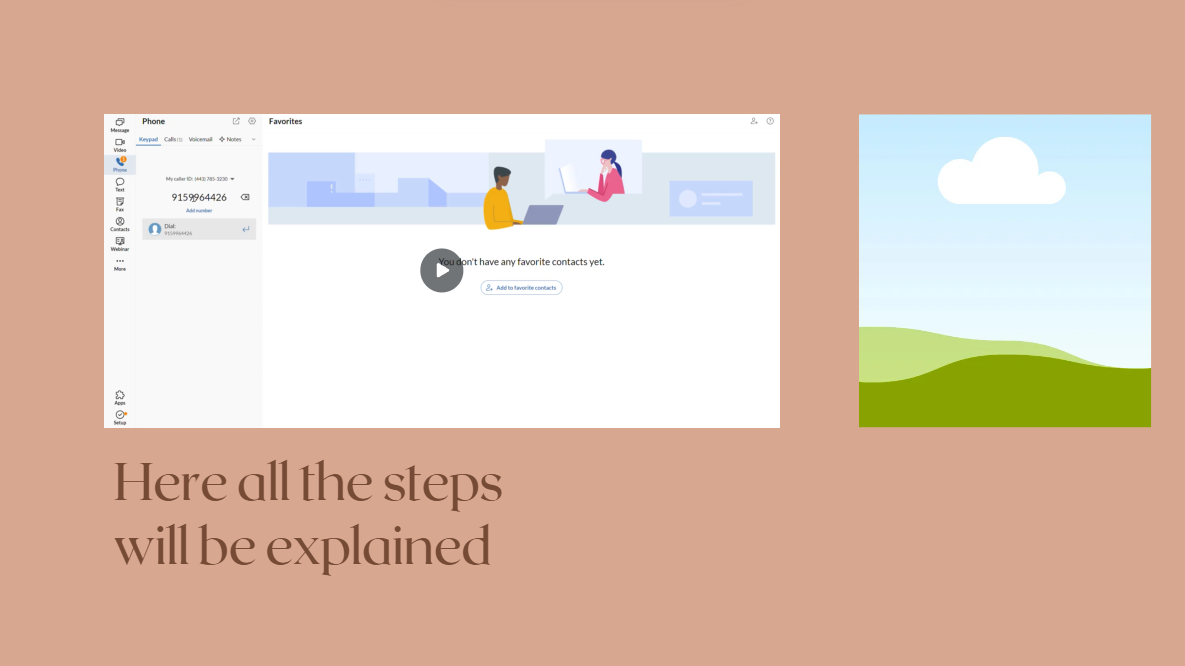 Message
Video
Phone
Text
Fax
Contacts
Webinar
More
Apps
Setup
Phone
Keypad Calls (1) Voicemail Notes
My caller ID: (443) 785-3230
9159964426
Add number
Dial:
9159964426
Favorites
You don't have any favorite contacts yet.
Add to favorite contacts
Here all the steps
will be explained